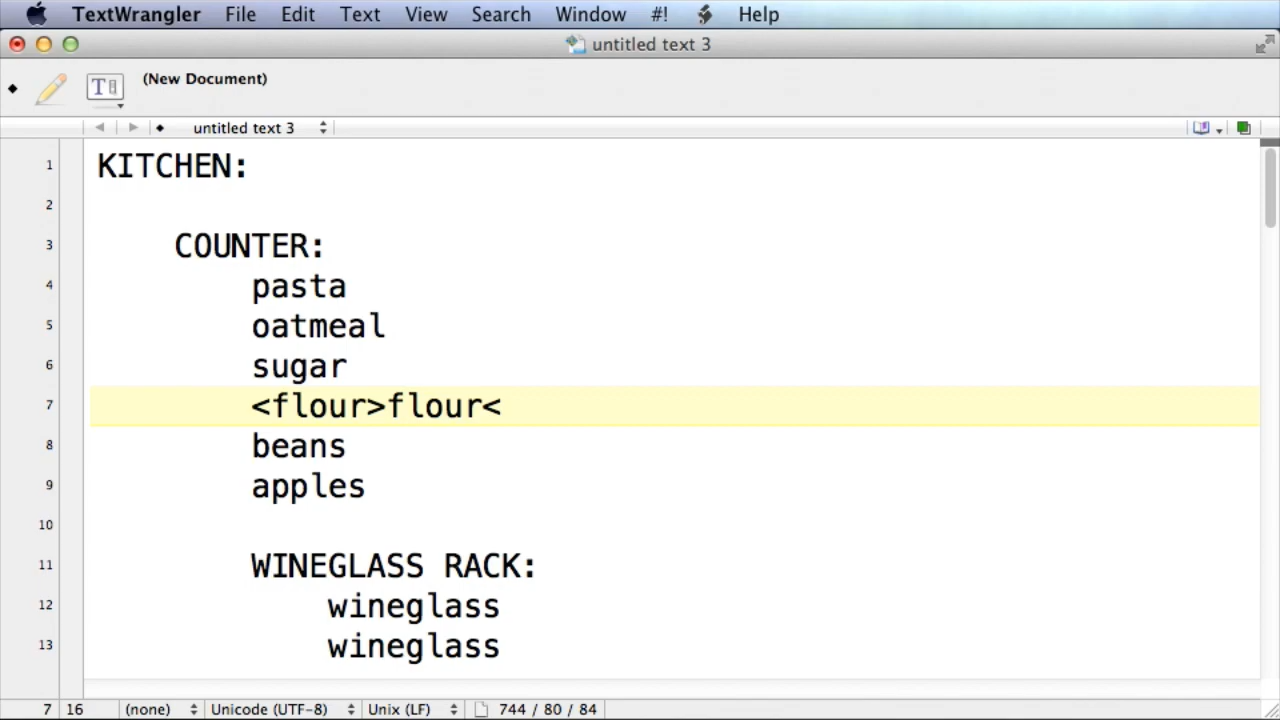 TextWrangler File Edit Text View Search Window #! Help
untitled text 3
(New Document)
untitled text 3
1 KITCHEN:
2
3 COUNTER:
4 pasta
5 oatmeal
6 sugar
7 <flour>flour<
8 beans
9 apples
10
11 WINEGLASS RACK:
12 wineglass
13 wineglass
7 16 (none) Unicode (UTF-8) Unix (LF) 744 / 80 / 84